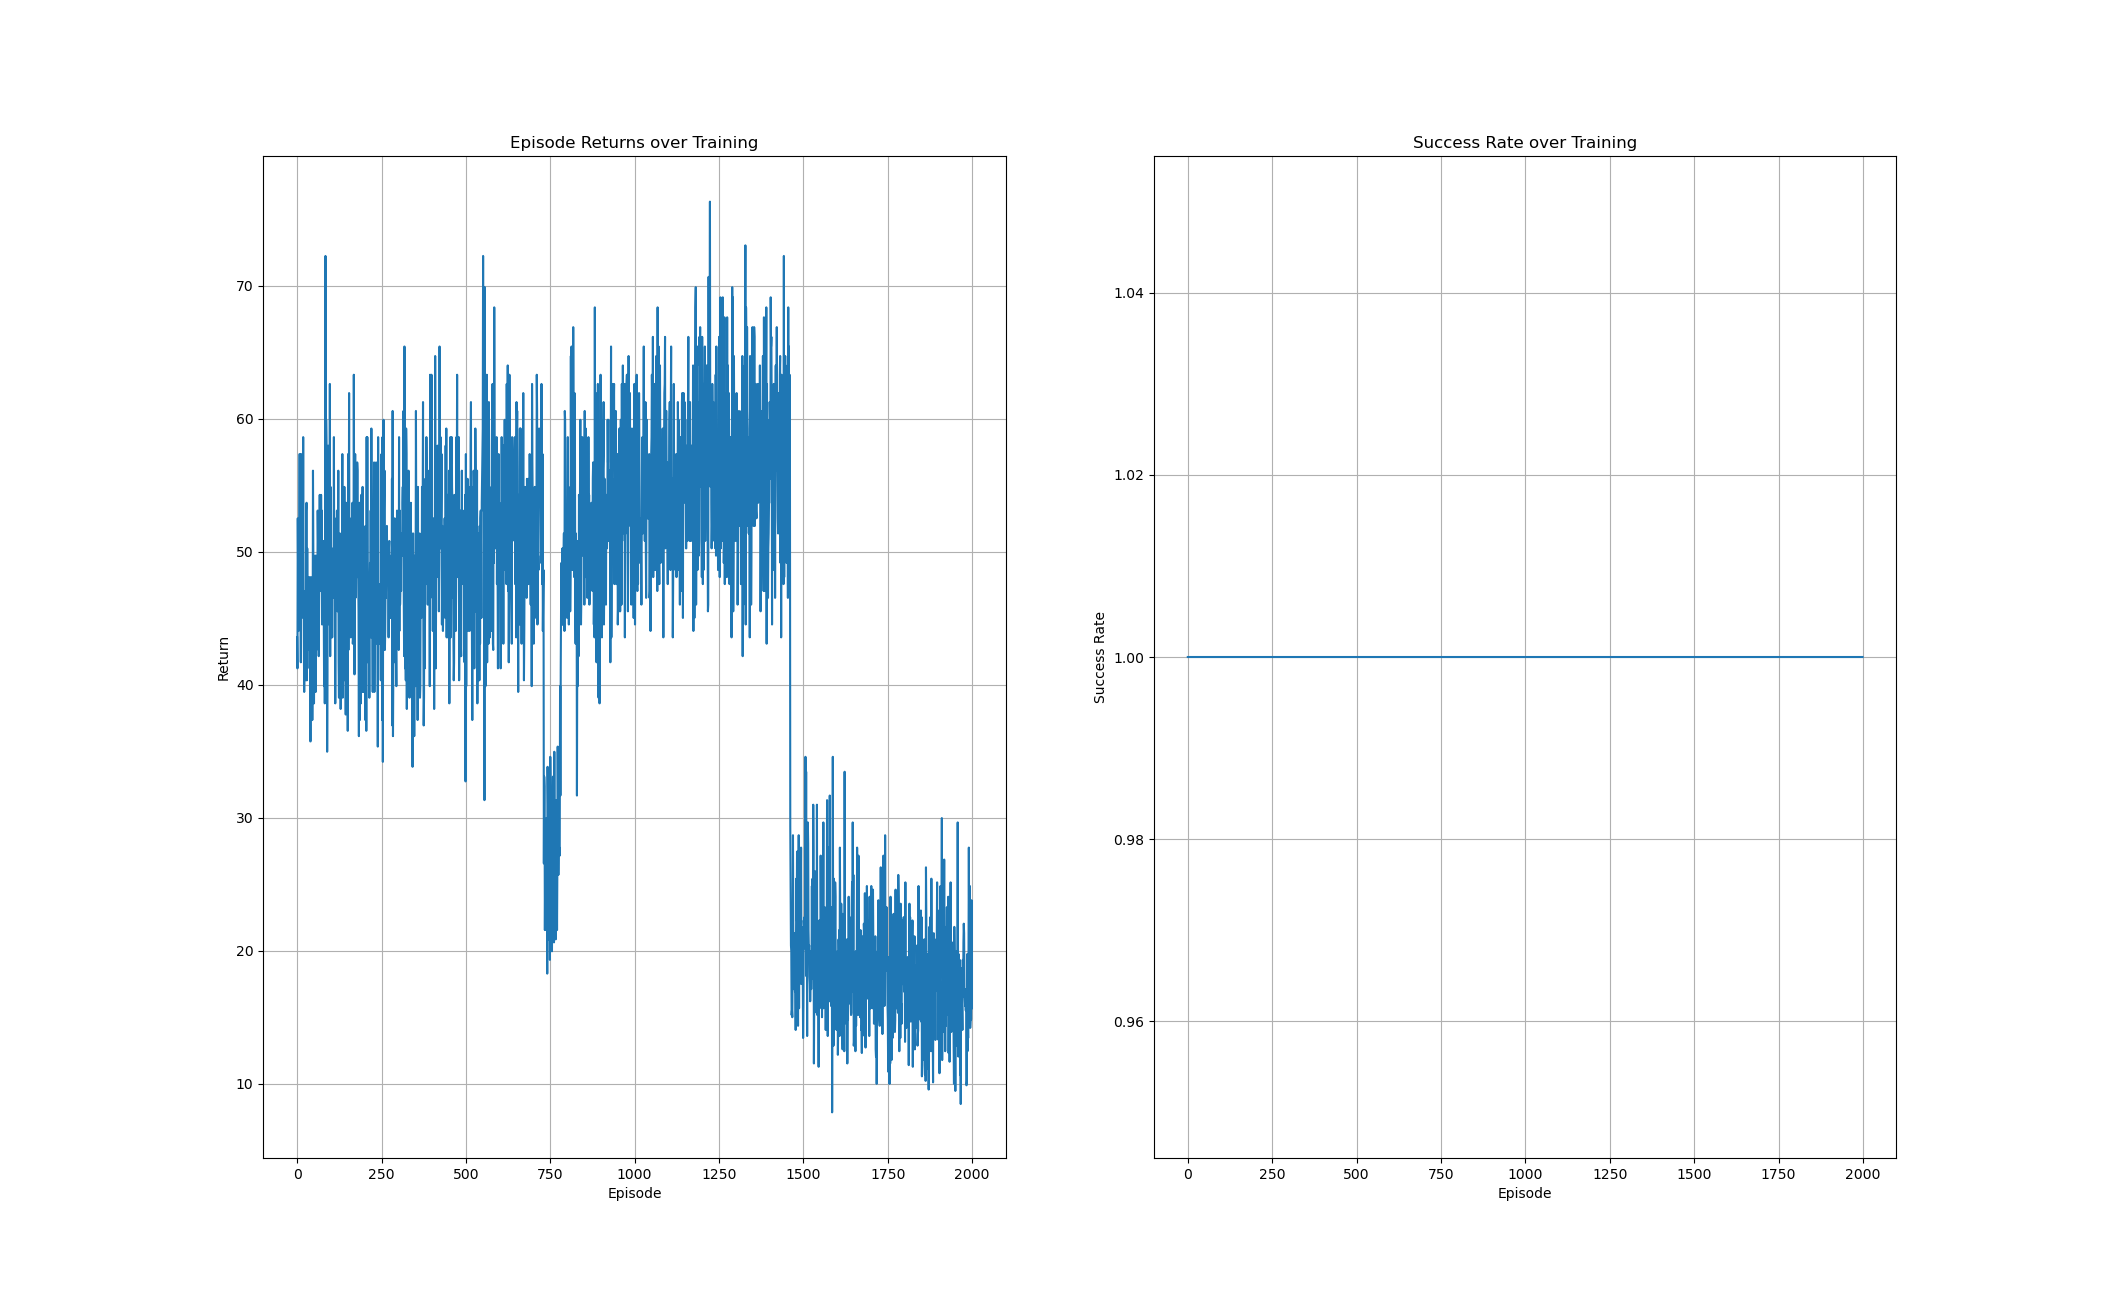 Episode Returns over Training
Return
70
60
50
40
30
20
10
0 250 500 750 1000 1250 1500 1750 2000
Episode
Success Rate over Training
Success Rate
1.04
1.02
1.00
0.98
0.96
0 250 500 750 1000 1250 1500 1750 2000
Episode